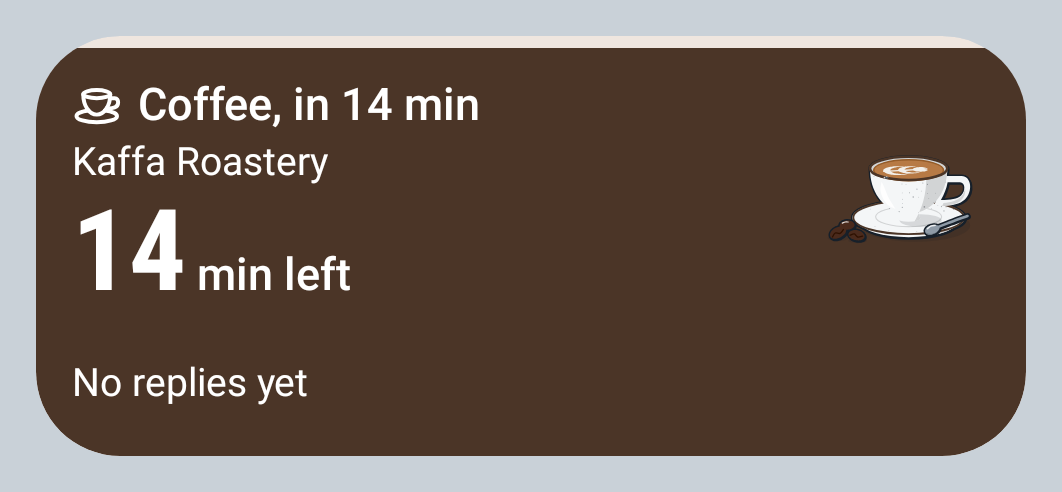 Coffee, in 14 min
Kaffa Roastery
14 min left
No replies yet